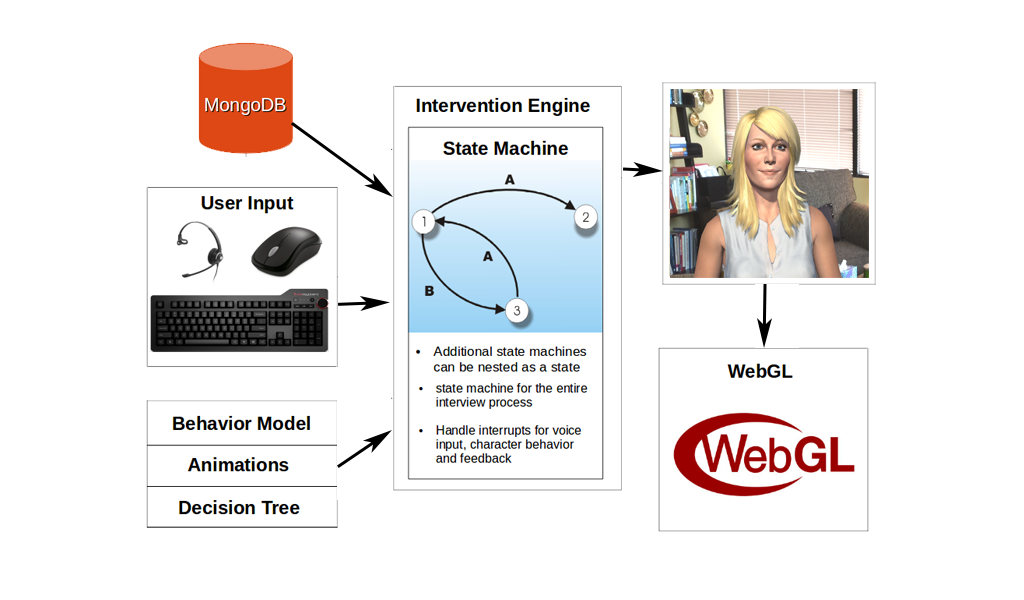 MongoDB
User Input
Behavior Model
Animations
Decision Tree
Intervention Engine
State Machine
A
1
2
A
B
3
• Additional state machines
can be nested as a state
• state machine for the entire
interview process
• Handle interrupts for voice
input, character behavior
and feedback
WebGL
WebGL